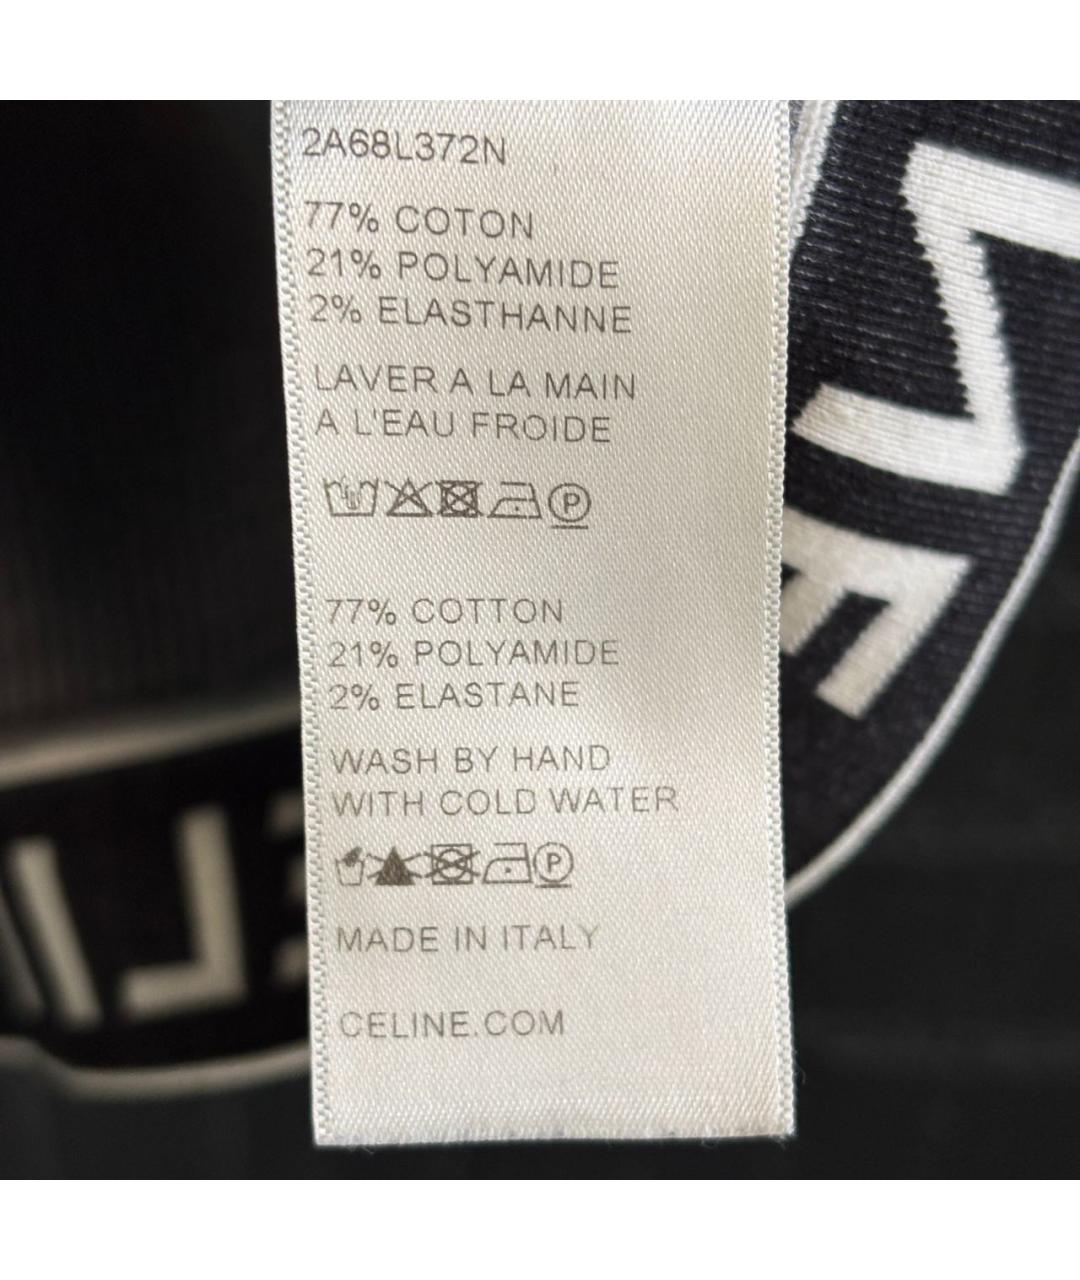 2A68L372N
77% COTON
21% POLYAMIDE
2% ELASTHANNE
LAVER A LA MAIN
A L'EAU FROIDE
P
77% COTTON
21% POLYAMIDE
2% ELASTANE
WASH BY HAND
WITH COLD WATER
P
MADE IN ITALY
CELINE.COM